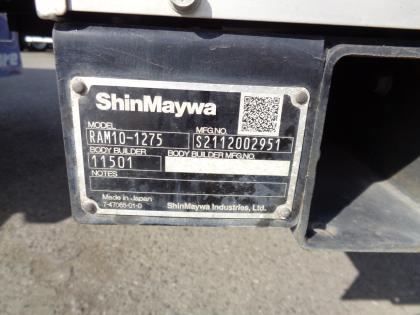 ShinMaywa
MODEL MFG.NO.
RAM10-1275 S2112002951
BODY BUILDER BODY BUILDER MFG.NO.
11501
NOTES
Made in Japan
7-47065-01-D ShinMaywa Industries, Ltd.